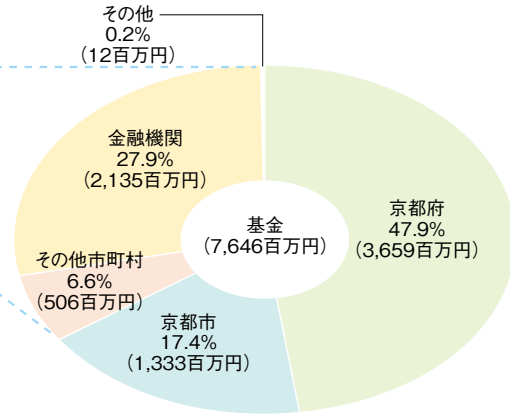 その他
0.2%
（12百万円）
金融機関
27.9%
（2,135百万円）
京都府
47.9%
（3,659百万円）
基金
（7,646百万円）
その他市町村
6.6%
（506百万円）
京都市
17.4%
（1,333百万円）